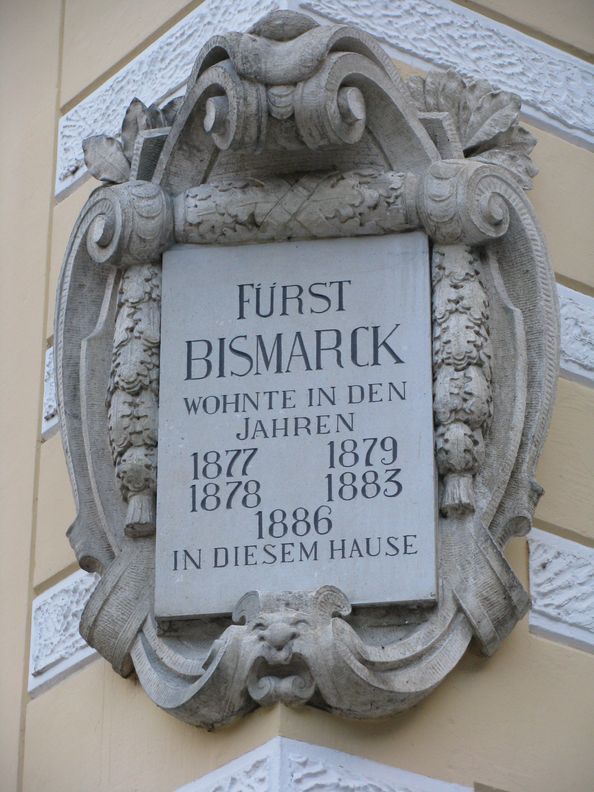 FÜRST
BISMARCK
WOHNTE IN DEN
JAHREN
1877 1879
1878 1883
1886
IN DIESEM HAUSE